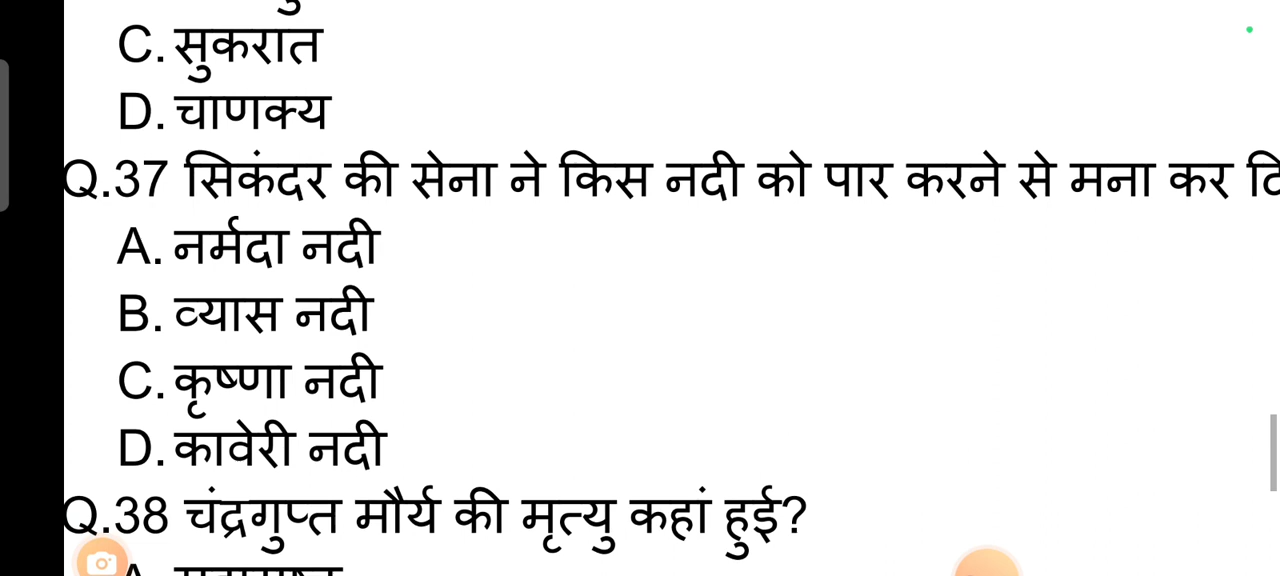 C. सुकरात
D. चाणक्य
Q.37 सिकंदर की सेना ने किस नदी को पार करने से मना कर
A. नर्मदा नदी
B. व्यास नदी
C. कृष्णा नदी
D. कावेरी नदी
Q.38 चंद्रगुप्त मौर्य की मृत्यु कहां हुई?
A.